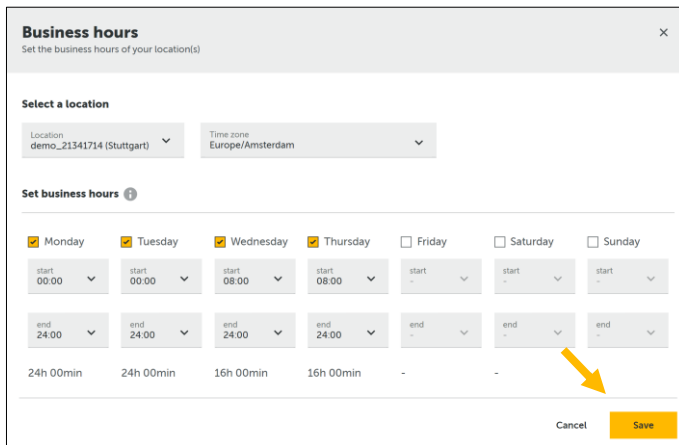 Business hours
Set the business hours of your location(s)
Select a location
Location
demo_21341714 (Stuttgart)
Time zone
Europe/Amsterdam
Set business hours
Monday Tuesday Wednesday Thursday Friday Saturday Sunday
start start start start start start start
00:00 00:00 08:00 08:00 - - -
end end end end end end end
24:00 24:00 24:00 24:00 - - -
24h 00min 24h 00min 16h 00min 16h 00min - -
Cancel Save